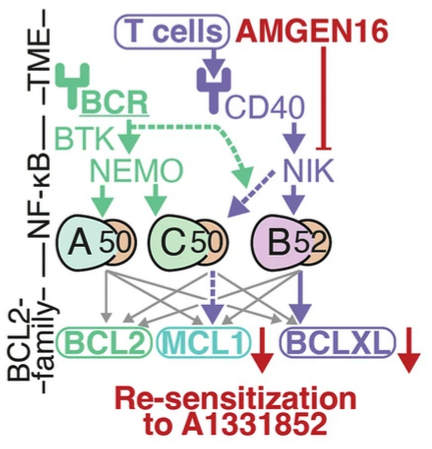 T cells AMGEN16
BCR
CD40
BTK
NEMO
NIK
A 50
C 50
B 52
BCL2
MCL1
BCLXL
Re-sensitization
to A1331852
TME
NF-κB
BCL2-
family